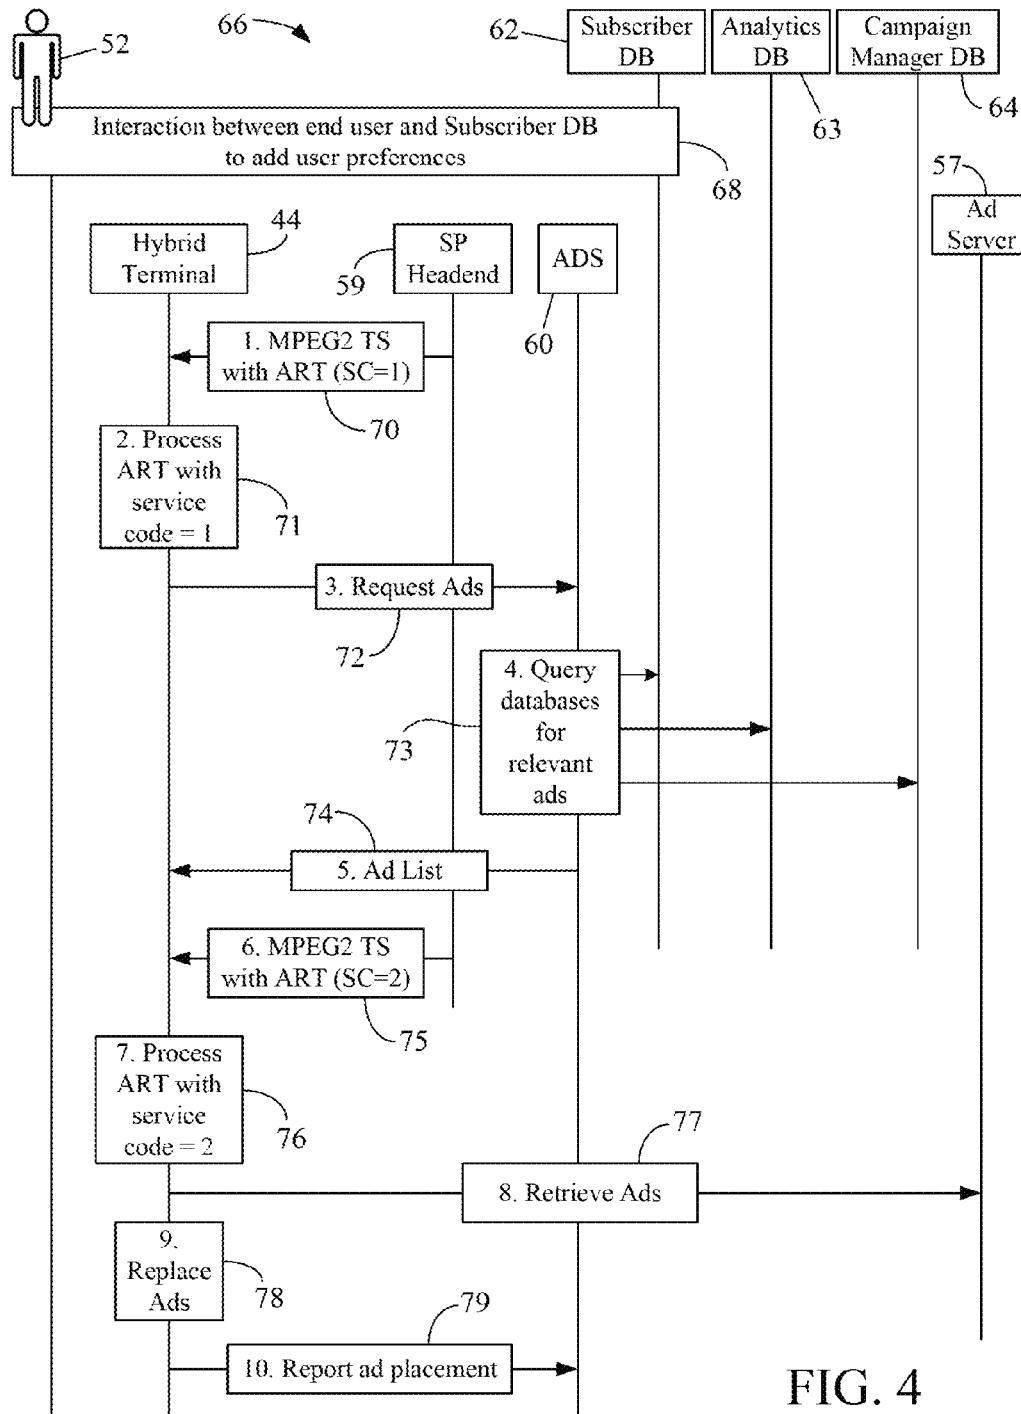 52
66
62
Subscriber
DB
Analytics
DB
Campaign
Manager DB
63
64
Interaction between end user and Subscriber DB
to add user preferences
68
57
Ad
Server
44
Hybrid
Terminal
59
SP
Headend
ADS
60
1. MPEG2 TS
with ART (SC=1)
70
2. Process
ART with
service
code = 1
71
3. Request Ads
72
4. Query
databases
for
relevant
ads
73
74
5. Ad List
6. MPEG2 TS
with ART (SC=2)
75
7. Process
ART with
service
code = 2
76
77
8. Retrieve Ads
9.
Replace
Ads
78
79
10. Report ad placement
FIG. 4